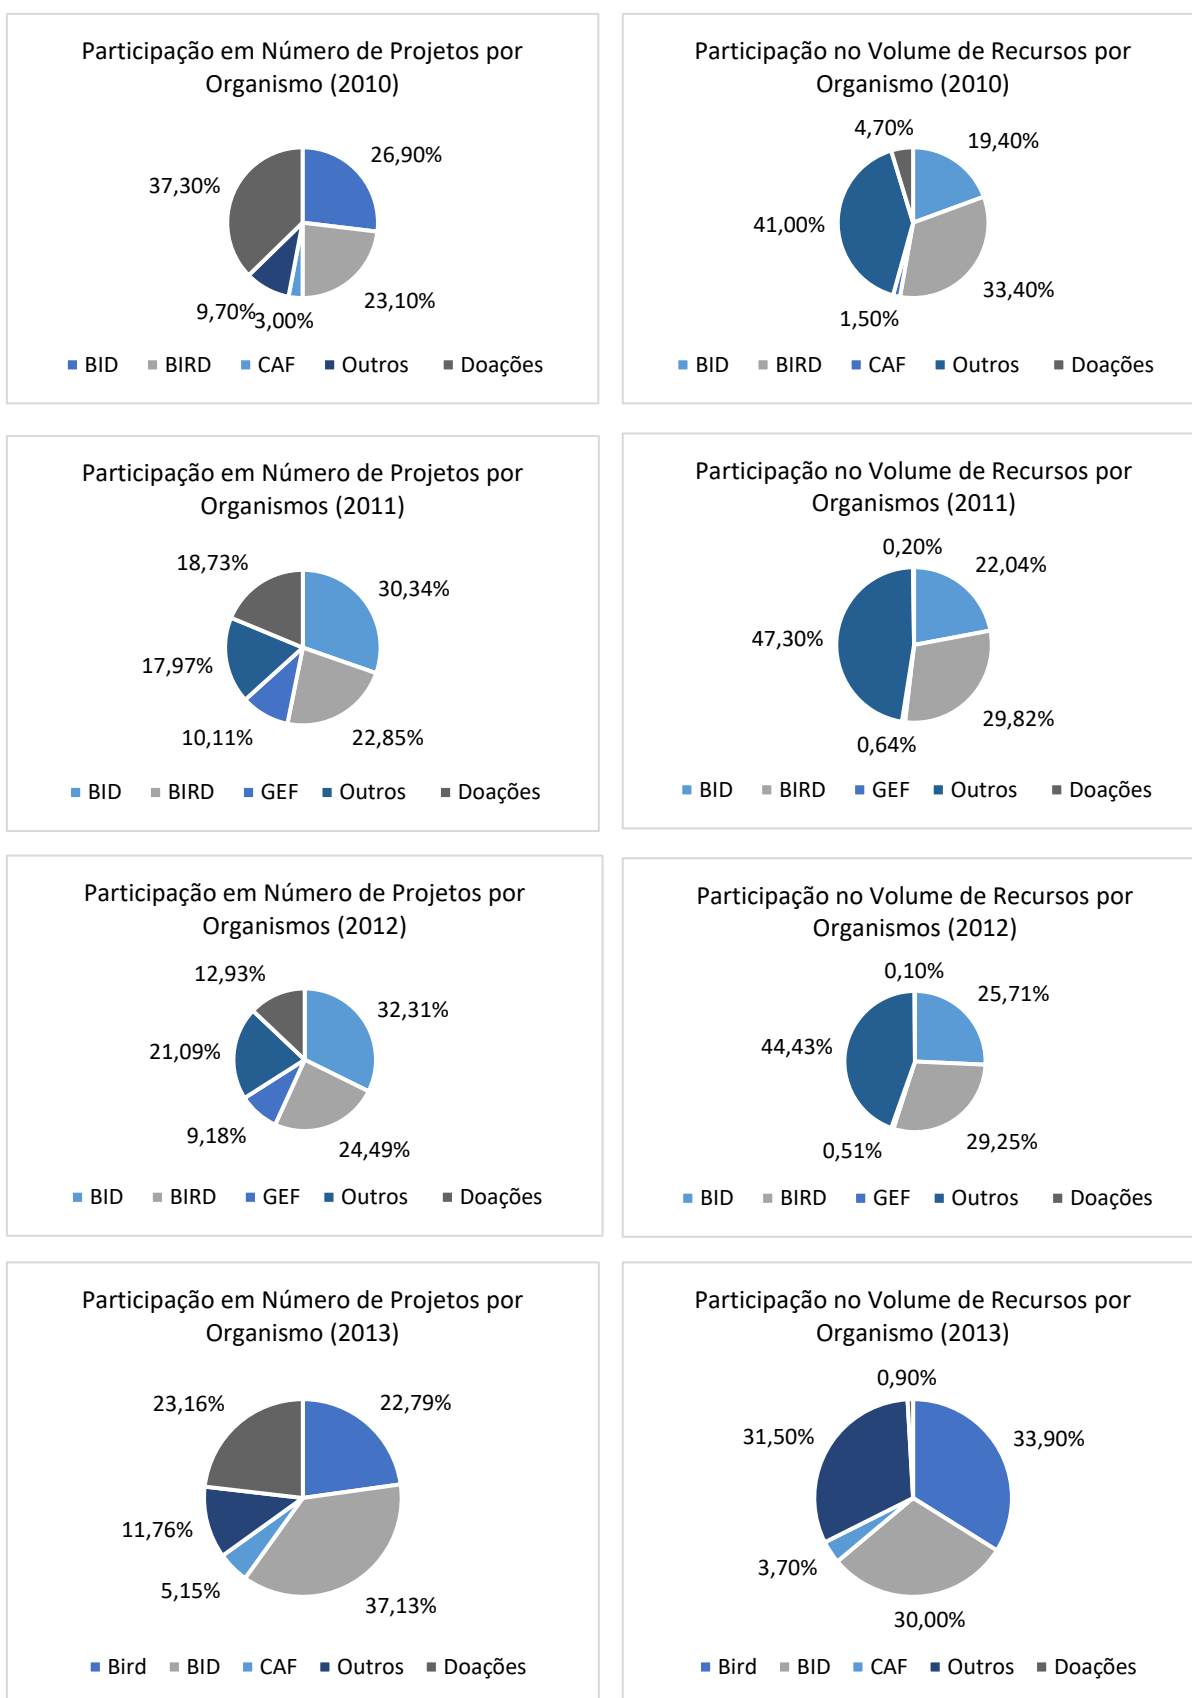 Participação em Número de Projetos por
Organismo (2010)
26,90%
37,30%
23,10%
9,70%
3,00%
BID BIRD CAF Outros Doações
Participação no Volume de Recursos por
Organismo (2010)
4,70%
19,40%
41,00%
33,40%
1,50%
BID BIRD CAF Outros Doações
Participação em Número de Projetos por
Organismos (2011)
18,73%
30,34%
17,97%
10,11%
22,85%
BID BIRD GEF Outros Doações
Participação no Volume de Recursos por
Organismos (2011)
0,20%
22,04%
47,30%
29,82%
0,64%
BID BIRD GEF Outros Doações
Participação em Número de Projetos por
Organismos (2012)
12,93%
32,31%
21,09%
9,18%
24,49%
BID BIRD GEF Outros Doações
Participação no Volume de Recursos por
Organismos (2012)
0,10%
25,71%
44,43%
29,25%
0,51%
BID BIRD GEF Outros Doações
Participação em Número de Projetos por
Organismo (2013)
23,16%
22,79%
11,76%
5,15%
37,13%
Bird BID CAF Outros Doações
Participação no Volume de Recursos por
Organismo (2013)
0,90%
31,50%
33,90%
3,70%
30,00%
Bird BID CAF Outros Doações